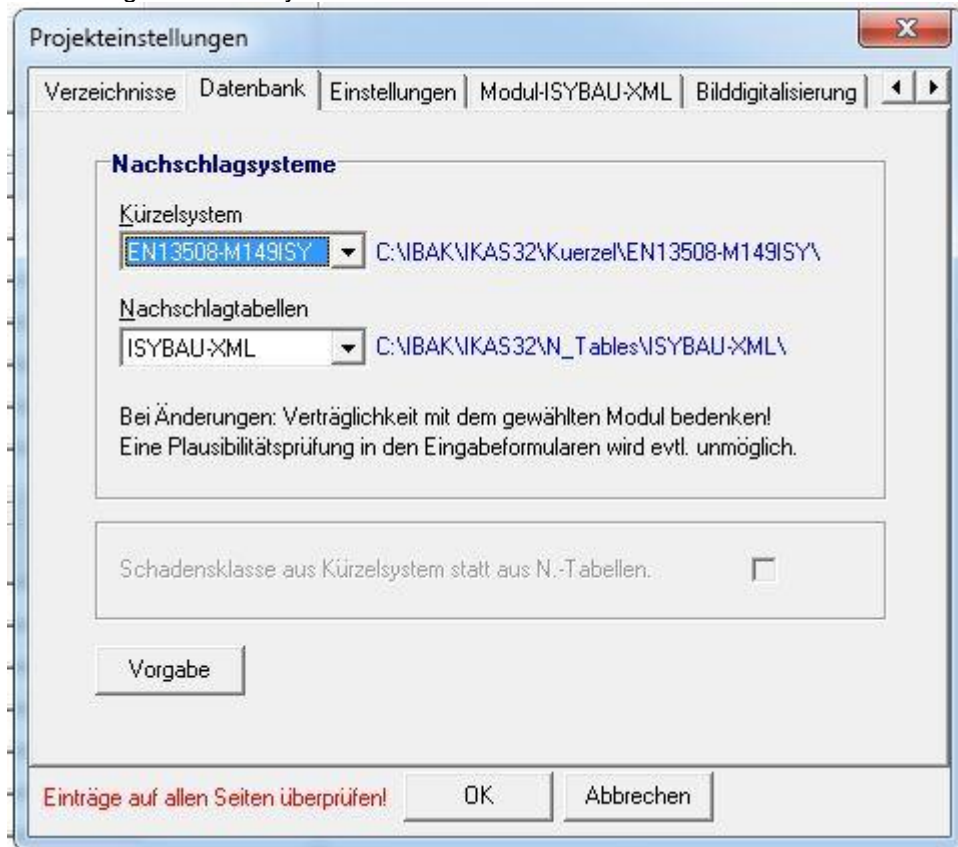 Projekteinstellungen
Verzeichnisse Datenbank Einstellungen Modul-ISYBAU-XML Bilddigitalisierung
Nachschlagsysteme
Kürzelsystem
EN13508-M149ISY C:\IBAK\IKAS32\Kuerzel\EN13508-M149ISY\
Nachschlagtabellen
ISYBAU-XML C:\IBAK\IKAS32\N_Tables\ISYBAU-XML\
Bei Änderungen: Verträglichkeit mit dem gewählten Modul bedenken!
Eine Plausibilitätsprüfung in den Eingabeformularen wird evtl. unmöglich.
Schadensklasse aus Kürzelsystem statt aus N.-Tabellen.
Vorgabe
Einträge auf allen Seiten überprüfen! OK Abbrechen